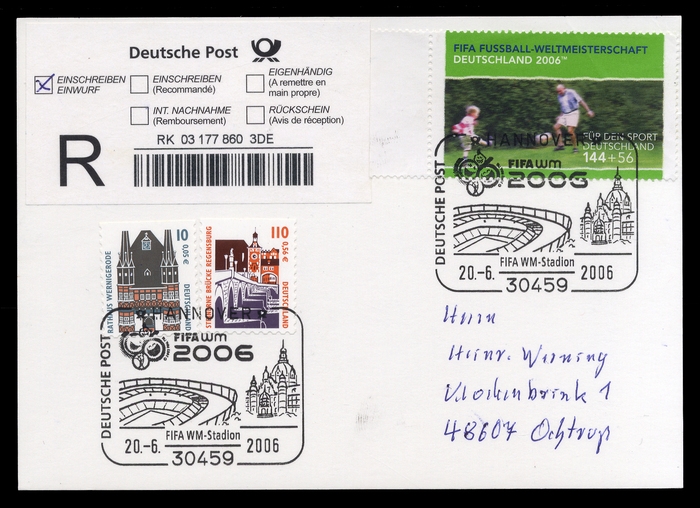 Deutsche Post
EINSCHREIBEN EINWURF
EINSCHREIBEN
(Recommandé)
EIGENHÄNDIG
(A remettre en
main propre)
INT. NACHNAHME
(Remboursement)
RÜCKSCHEIN
(Avis de réception)
R
RK 03 177 860 3DE
FIFA FUSSBALL-WELTMEISTERSCHAFT
DEUTSCHLAND 2006™
FÜR DEN SPORT
DEUTSCHLAND
144+56
HANNOVER
DEUTSCHE POST
FIFA WM
2006
FIFA WM-Stadion
20.-6. 2006
30459
10
0,05€
RATHAUS WERNIGERODE
DEUTSCHLAND
110
0,56 €
STEINERNE BRÜCKE REGENSBURG
DEUTSCHLAND
HANNOVER
DEUTSCHE POST
FIFA WM
2006
FIFA WM-Stadion
20.-6. 2006
30459
Herrn
Heinr. Wenning
1
48607 Ochtrup